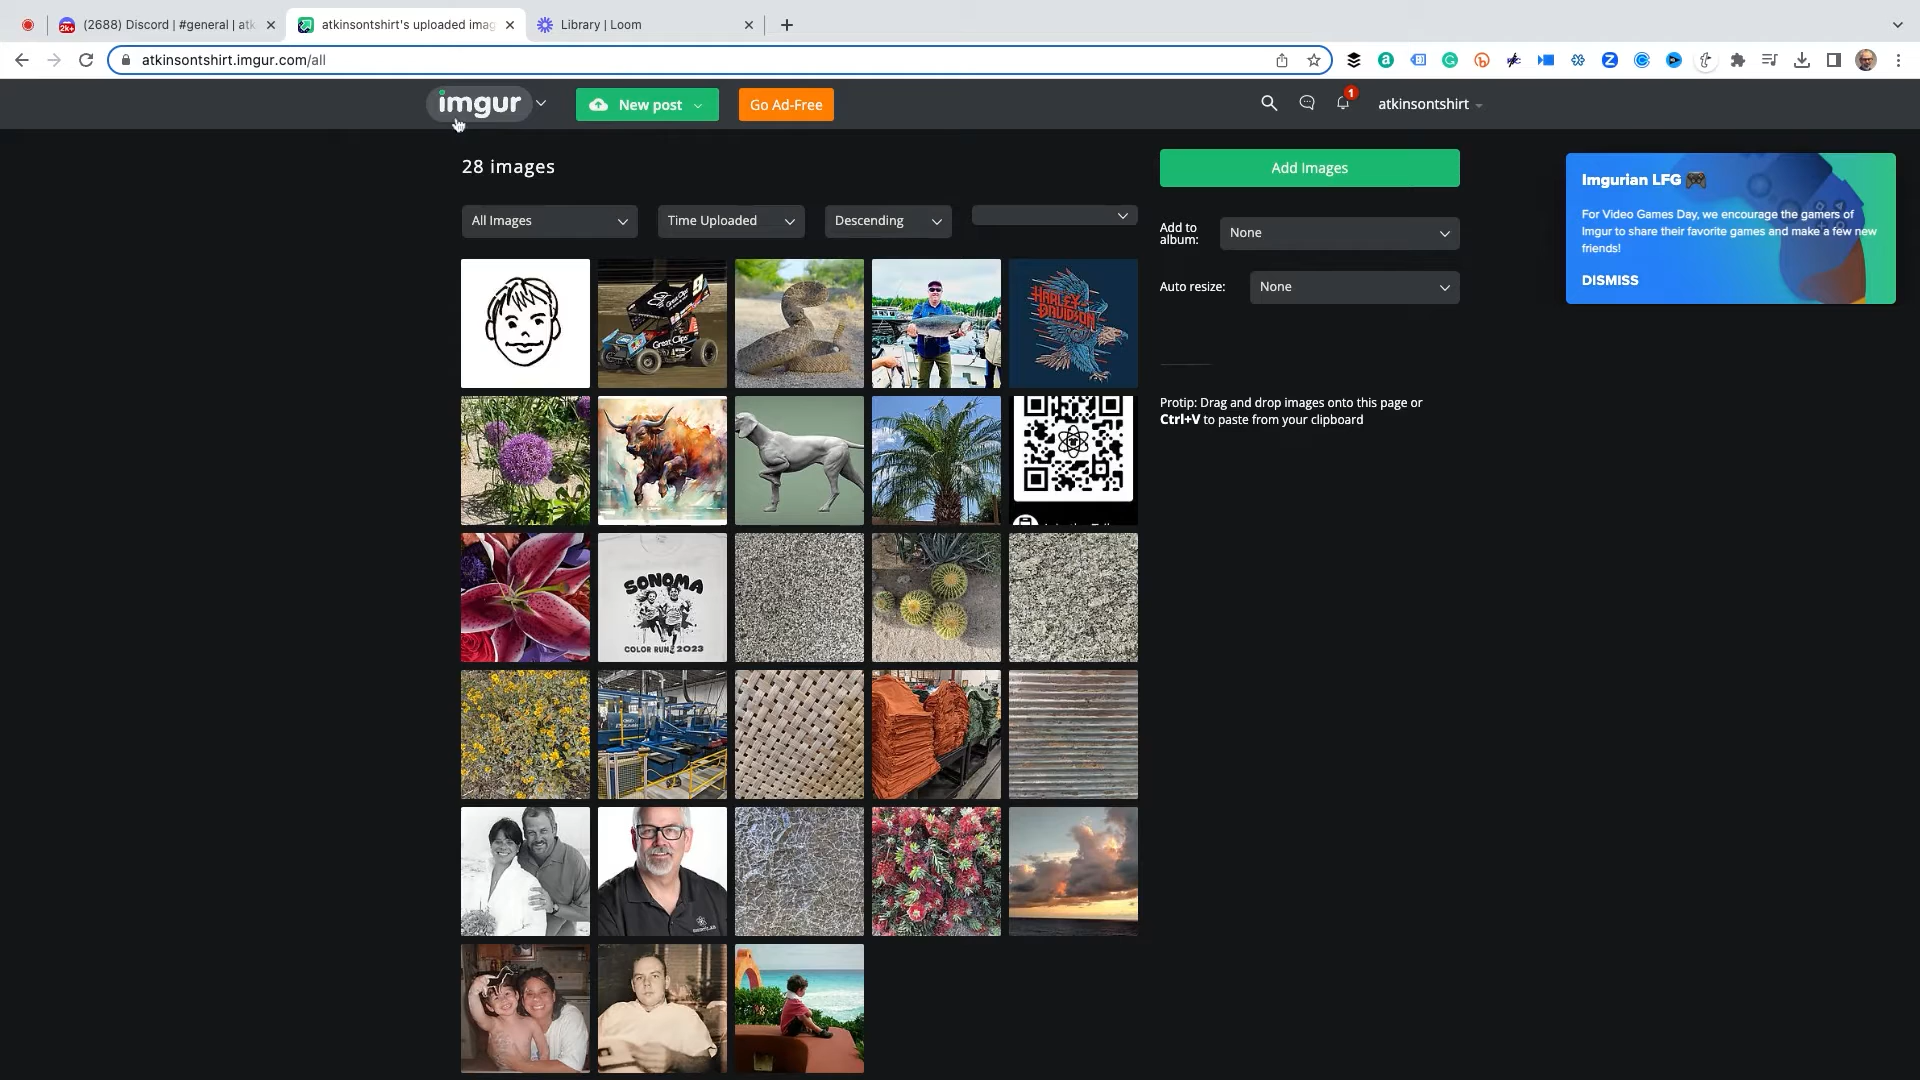 (2688) Discord | #general | atk
atkinsontshirt's uploaded imag
Library | Loom
atkinsontshirt.imgur.com/all
imgur
New post
Go Ad-Free
1
atkinsontshirt
28 images
Add Images
Imgurian LFG 🎮
For Video Games Day, we encourage the gamers of
Imgur to share their favorite games and make a few new
friends!
DISMISS
All Images
Time Uploaded
Descending
Add to
album:
None
Auto resize:
None
Protip: Drag and drop images onto this page or
Ctrl+V to paste from your clipboard
Great Clips
HARLEY-
DAVIDSON
SONOMA
COLOR RUN 2023